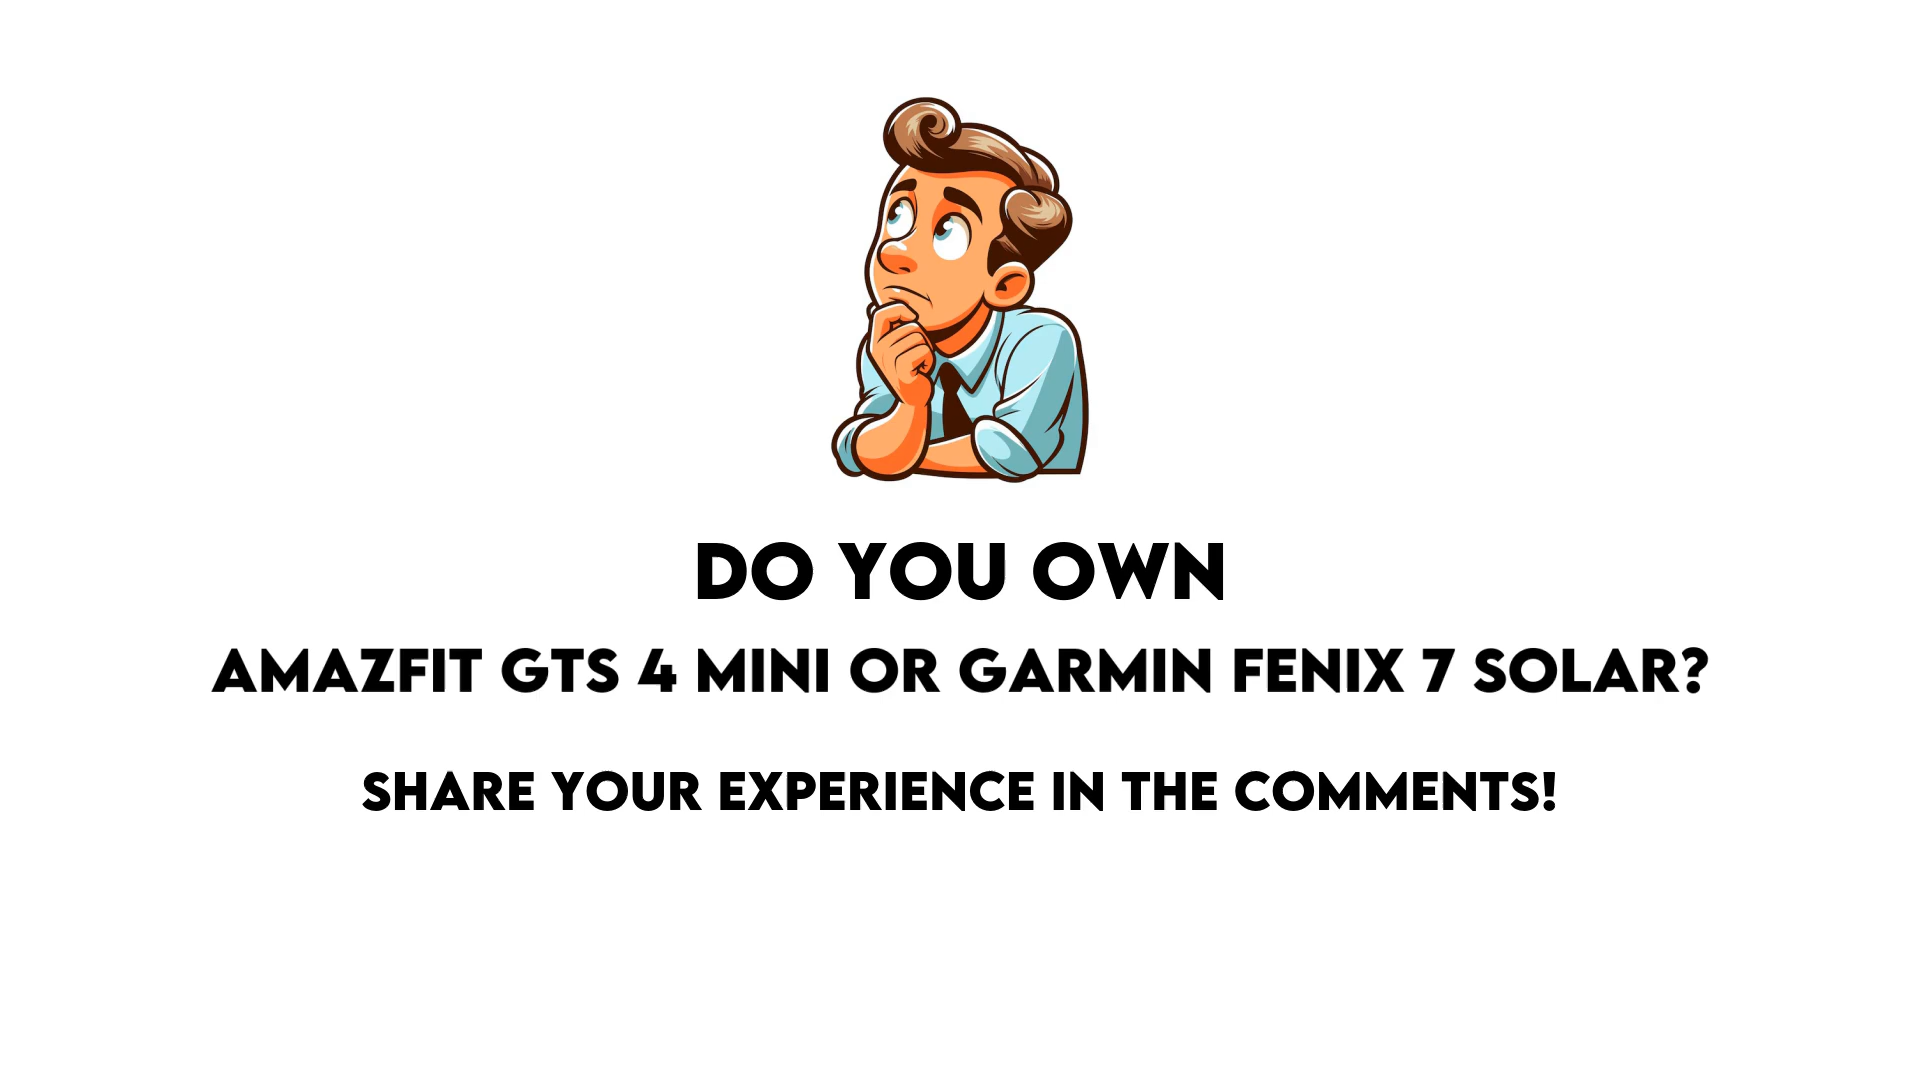 DO YOU OWN
AMAZFIT GTS 4 MINI OR GARMIN FENIX 7 SOLAR?
SHARE YOUR EXPERIENCE IN THE COMMENTS!